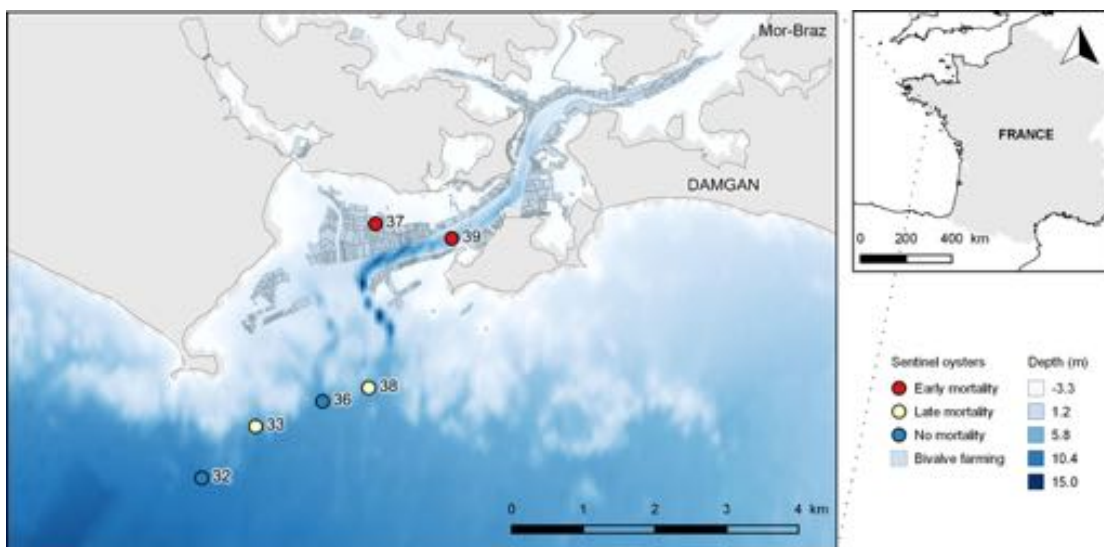 Mor-Braz
37
39
DAMGAN
36
38
33
32
0 1 2 3 4 km
FRANCE
0 200 400 km
Sentinel oysters
Early mortality
Late mortality
No mortality
Bivalve farming
Depth (m)
-3.3
1.2
5.8
10.4
15.0